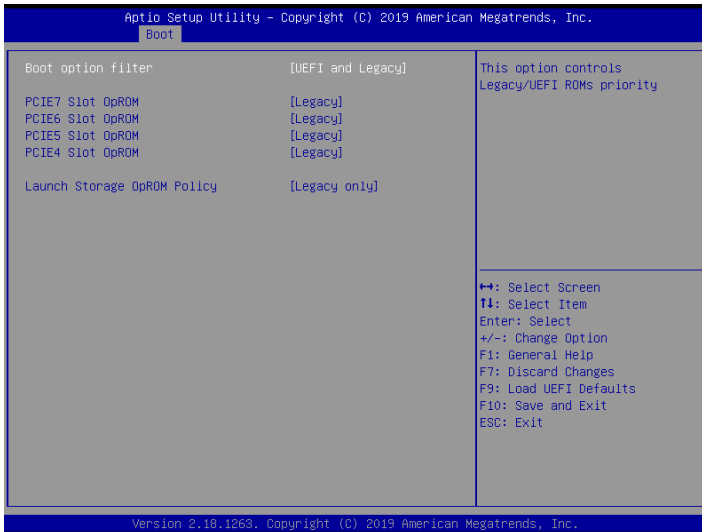 Aptio Setup Utility – Copyright (C) 2019 American Megatrends, Inc.
Boot
Boot option filter [UEFI and Legacy]
PCIE7 Slot OpROM [Legacy]
PCIE6 Slot OpROM [Legacy]
PCIE5 Slot OpROM [Legacy]
PCIE4 Slot OpROM [Legacy]
Launch Storage OpROM Policy [Legacy only]
This option controls
Legacy/UEFI ROMs priority
↔: Select Screen
↑↓: Select Item
Enter: Select
+/-: Change Option
F1: General Help
F7: Discard Changes
F9: Load UEFI Defaults
F10: Save and Exit
ESC: Exit
Version 2.18.1263. Copyright (C) 2019 American Megatrends, Inc.